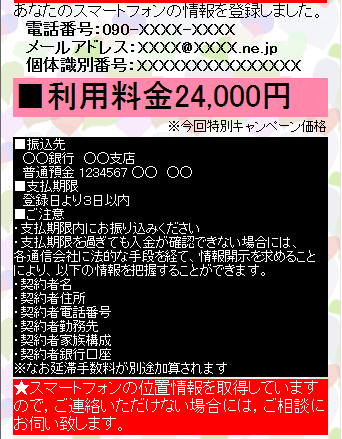 あなたのスマートフォンの情報を登録しました。
電話番号:090-XXXX-XXXX
メールアドレス:XXXX@XXXX.ne.jp
個体識別番号:XXXXXXXXXXXXXXX
■利用料金24,000円
※今回特別キャンペーン価格
■振込先
〇〇銀行 〇〇支店
普通預金 1234567 〇〇 〇〇
■支払期限
登録日より3日以内
■ご注意
・支払期限内にお振り込みください
・支払期限を過ぎても入金が確認できない場合には、
各通信会社に法的な手段を経て、情報開示を求めること
により、以下の情報を把握することができます。
・契約者名
・契約者住所
・契約者電話番号
・契約者勤務先
・契約者家族構成
・契約者銀行口座
※なお延滞手数料が別途加算されます
★スマートフォンの位置情報を取得しています
ので,ご連絡いただけない場合には,ご相談に
お伺い致します。